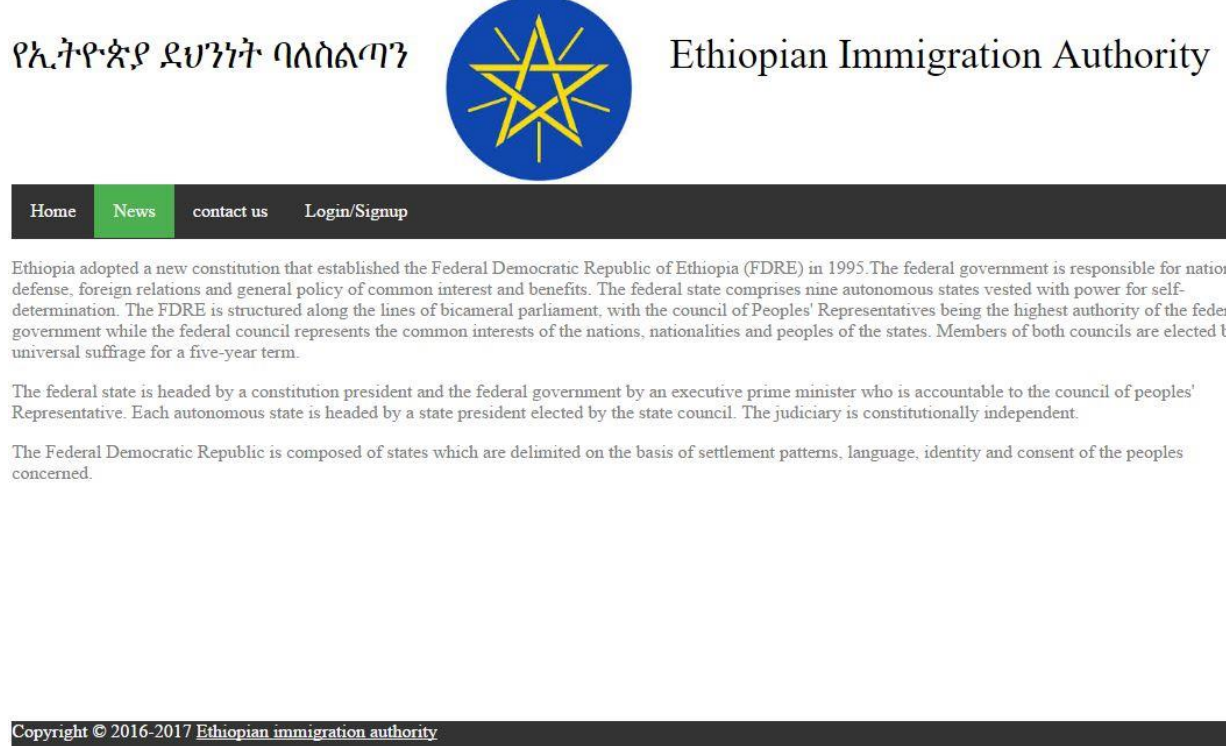 የኢትዮጵያ ደህንነት ባለስልጣን
Ethiopian Immigration Authority
Home News contact us Login/Signup
Ethiopia adopted a new constitution that established the Federal Democratic Republic of Ethiopia (FDRE) in 1995.The federal government is responsible for nation
defense, foreign relations and general policy of common interest and benefits. The federal state comprises nine autonomous states vested with power for self-
determination. The FDRE is structured along the lines of bicameral parliament, with the council of Peoples' Representatives being the highest authority of the feder
government while the federal council represents the common interests of the nations, nationalities and peoples of the states. Members of both councils are elected b
universal suffrage for a five-year term.
The federal state is headed by a constitution president and the federal government by an executive prime minister who is accountable to the council of peoples'
Representative. Each autonomous state is headed by a state president elected by the state council. The judiciary is constitutionally independent.
The Federal Democratic Republic is composed of states which are delimited on the basis of settlement patterns, language, identity and consent of the peoples
concerned.
Copyright © 2016-2017 Ethiopian immigration authority